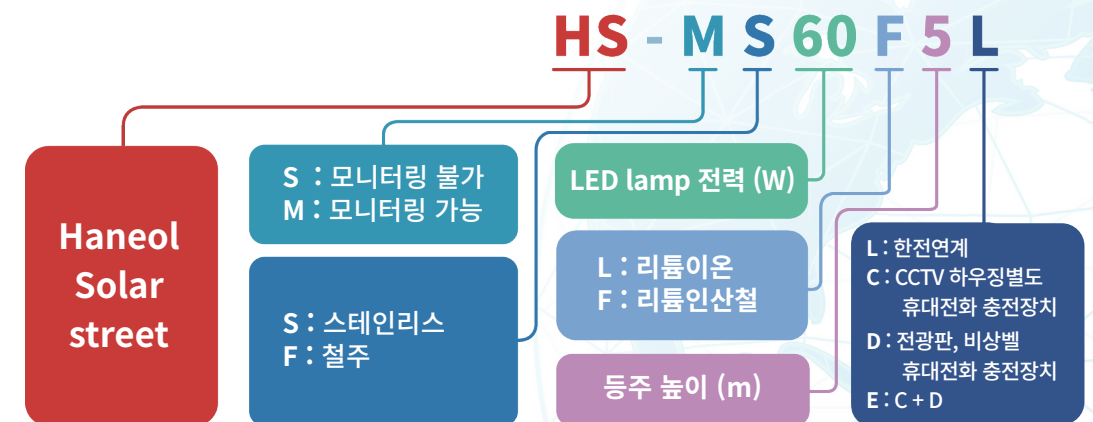 HS - M S 60 F 5 L
Haneol
Solar
street
S : 모니터링 불가
M : 모니터링 가능
S : 스테인리스
F : 철주
LED lamp 전력 (W)
L : 리튬이온
F : 리튬인산철
등주 높이 (m)
L : 한전연계
C : CCTV 하우징별도
휴대전화 충전장치
D : 전광판, 비상벨
휴대전화 충전장치
E : C + D